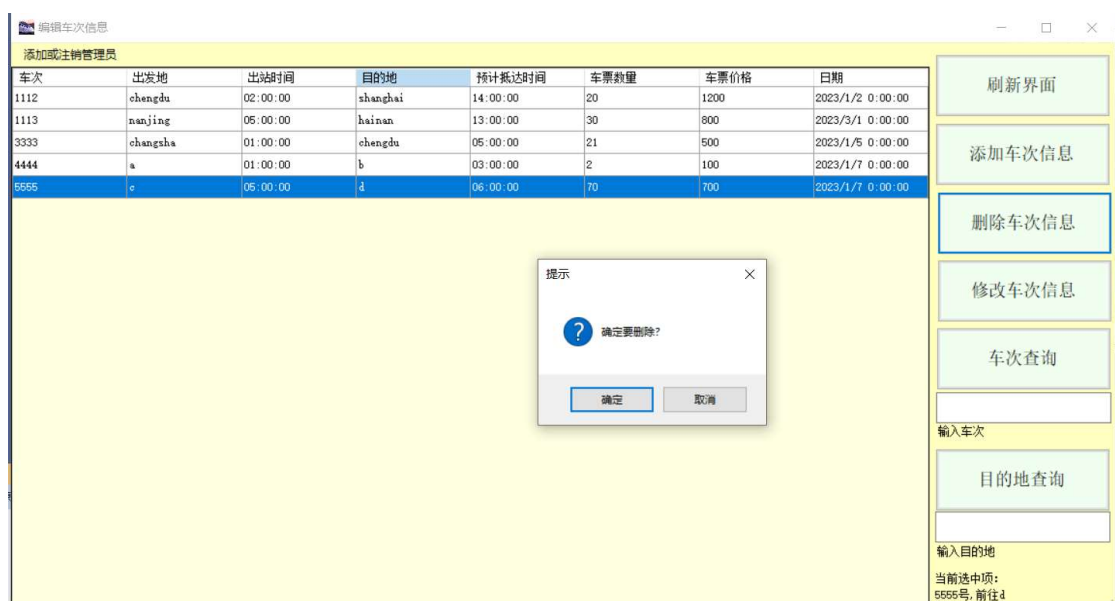 编辑车次信息
添加或注销管理员
车次 出发地 出站时间 目的地 预计抵达时间 车票数量 车票价格 日期
1112 chengdu 02:00:00 shanghai 14:00:00 20 1200 2023/1/2 0:00:00
1113 nanjing 05:00:00 hainan 13:00:00 30 800 2023/3/1 0:00:00
3333 changsha 01:00:00 chengdu 05:00:00 21 500 2023/1/5 0:00:00
4444 a 01:00:00 b 03:00:00 2 100 2023/1/7 0:00:00
5555 c 05:00:00 d 06:00:00 70 700 2023/1/7 0:00:00
提示
确定要删除?
确定 取消
刷新界面
添加车次信息
删除车次信息
修改车次信息
车次查询
输入车次
目的地查询
输入目的地
当前选中项:
5555号,前往d